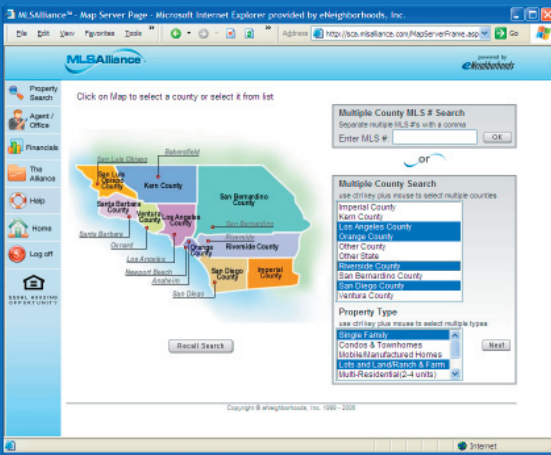 MLSAlliance™ - Map Server Page - Microsoft Internet Explorer provided by eNeighborhoods, Inc.
File Edit View Favorites Tools » Address http://sca.mlsalliance.com/MapServerFrame.asp Go
MLSAlliance
powered by
eNeighborhoods
Property
Search
Agent /
Office
Financials
The
Alliance
Help
Home
Log off
EQUAL HOUSING
OPPORTUNITY
Click on Map to select a county or select it from list
San Luis Obispo
Bakersfield
San Luis
Obispo
County
Kern County
San Bernardino
County
Santa Barbara
County
Ventura
County
Los Angeles
County
San Bernardino
Santa Barbara
Riverside
Oxnard
Orange
County
Riverside County
Los Angeles
Newport Beach
Anaheim
San Diego
County
Imperial
County
San Diego
Recall Search
Multiple County MLS # Search
Separate multiple MLS #'s with a comma
Enter MLS #:
OK
or
Multiple County Search
use ctrl key plus mouse to select multiple counties
Imperial County
Kern County
Los Angeles County
Orange County
Other County
Other State
Riverside County
San Bernardino County
San Diego County
Ventura County
Property Type
use ctrl key plus mouse to select multiple types
Single Family
Condos & Townhomes
Mobile/Manufactured Homes
Lots and Land/Ranch & Farm
Multi-Residential(2-4 units)
Next
Copyright © eNeighborhoods, Inc. 1999 - 2005
Internet